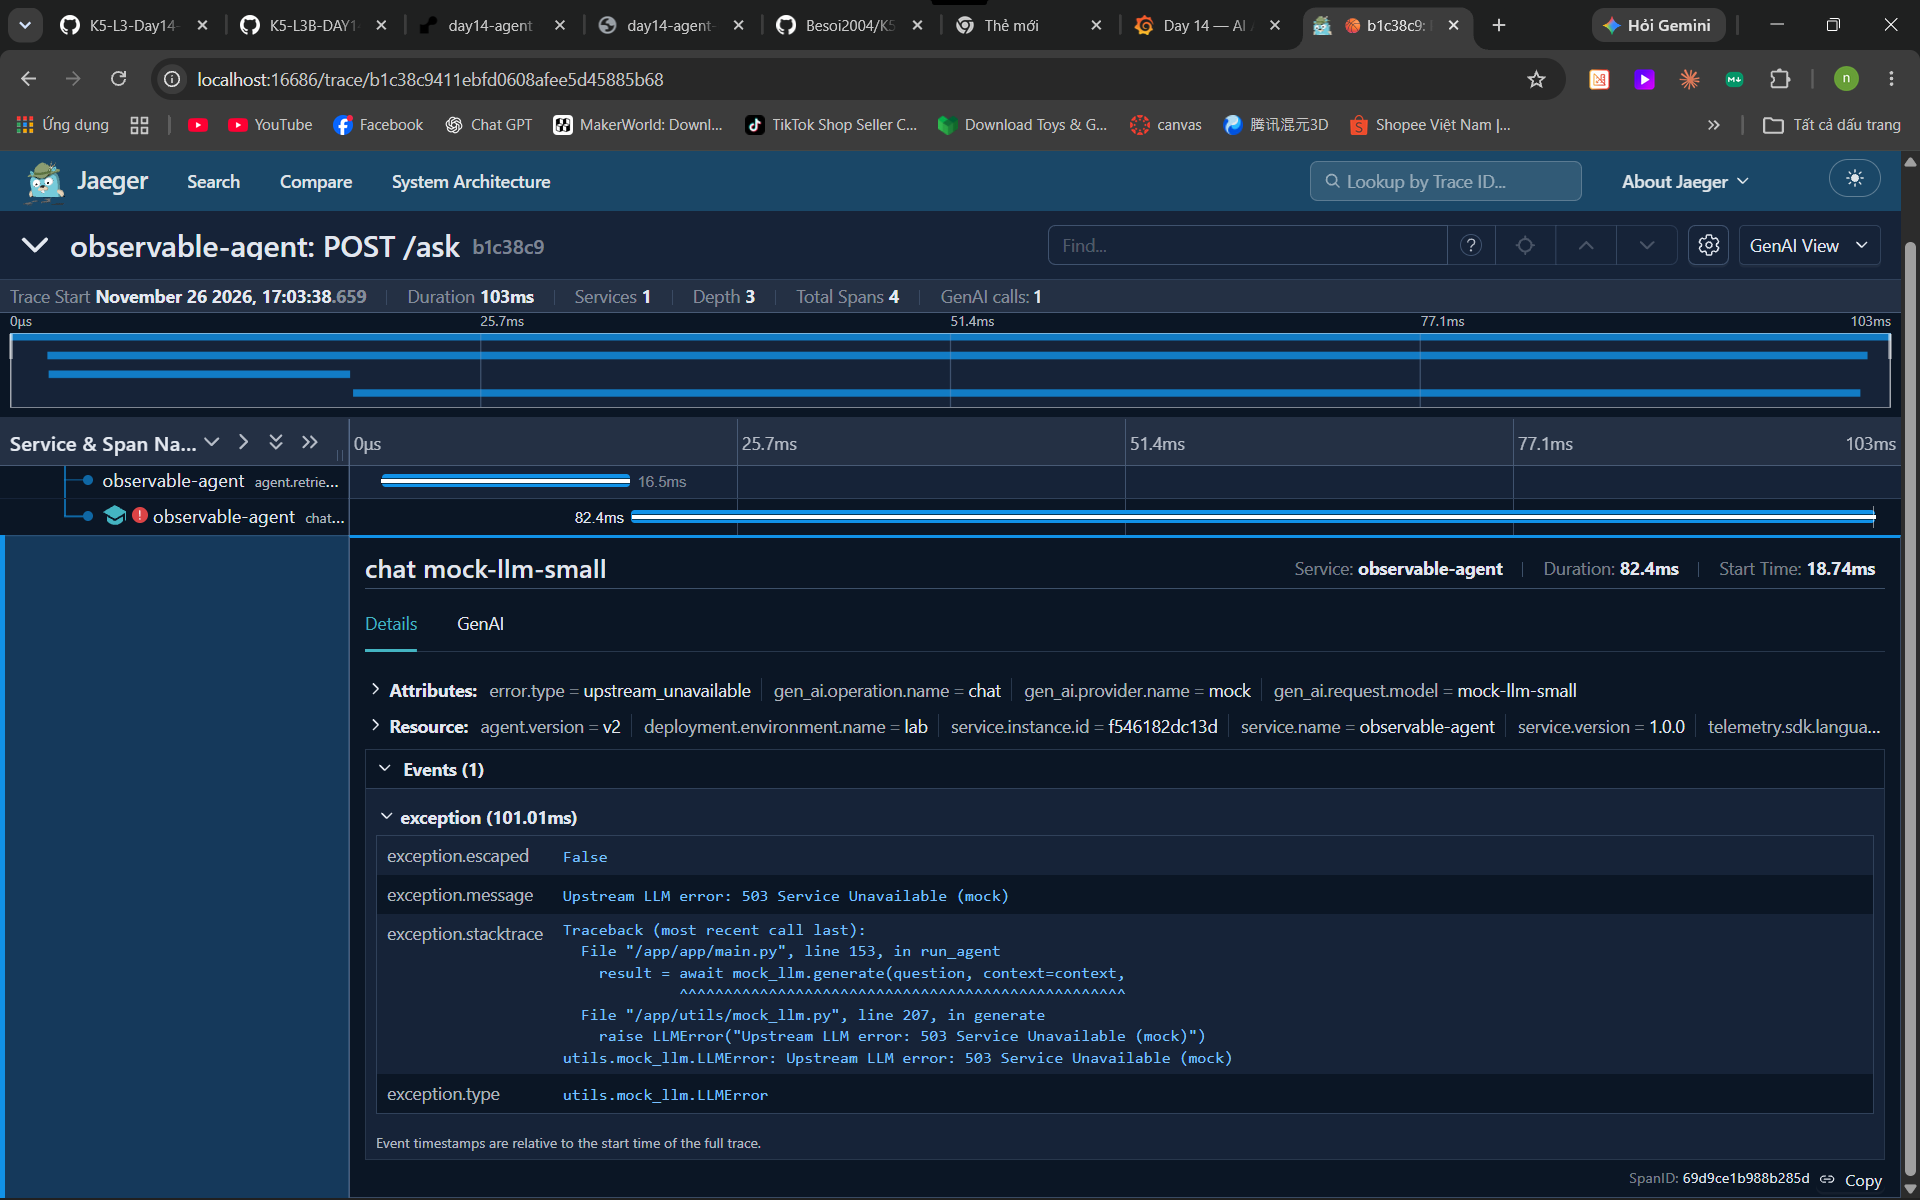 K5-L3-Day14-
K5-L3B-DAY1
day14-agent
day14-agent-
Besoi2004/K5
Thẻ mới
Day 14 — AI
b1c38c9:
Hỏi Gemini
localhost:16686/trace/b1c38c9411ebfd0608afee5d45885b68
n
Ứng dụng
YouTube
Facebook
Chat GPT
MakerWorld: Downl...
TikTok Shop Seller C...
Download Toys & G...
canvas
腾讯混元3D
Shopee Việt Nam |...
Tất cả dấu trang
Jaeger
Search
Compare
System Architecture
Lookup by Trace ID...
About Jaeger
observable-agent: POST /ask b1c38c9
Find...
GenAI View
Trace Start November 26 2026, 17:03:38.659
Duration 103ms
Services 1
Depth 3
Total Spans 4
GenAI calls: 1
0μs 25.7ms 51.4ms 77.1ms 103ms
Service & Span Na...
0μs 25.7ms 51.4ms 77.1ms 103ms
observable-agent agent.retrie... 16.5ms
observable-agent chat... 82.4ms
chat mock-llm-small
Service: observable-agent
Duration: 82.4ms
Start Time: 18.74ms
Details
GenAI
Attributes: error.type = upstream_unavailable gen_ai.operation.name = chat gen_ai.provider.name = mock gen_ai.request.model = mock-llm-small
Resource: agent.version = v2 deployment.environment.name = lab service.instance.id = f546182dc13d service.name = observable-agent service.version = 1.0.0 telemetry.sdk.langua...
Events (1)
exception (101.01ms)
exception.escaped False
exception.message Upstream LLM error: 503 Service Unavailable (mock)
exception.stacktrace Traceback (most recent call last):
File "/app/app/main.py", line 153, in run_agent
result = await mock_llm.generate(question, context=context,
^^^^^^^^^^^^^^^^^^^^^^^^^^^^^^^^^^^^^^^^^^^^^^^^^^
File "/app/utils/mock_llm.py", line 207, in generate
raise LLMError("Upstream LLM error: 503 Service Unavailable (mock)")
utils.mock_llm.LLMError: Upstream LLM error: 503 Service Unavailable (mock)
exception.type utils.mock_llm.LLMError
Event timestamps are relative to the start time of the full trace.
SpanID: 69d9ce1b988b285d Copy